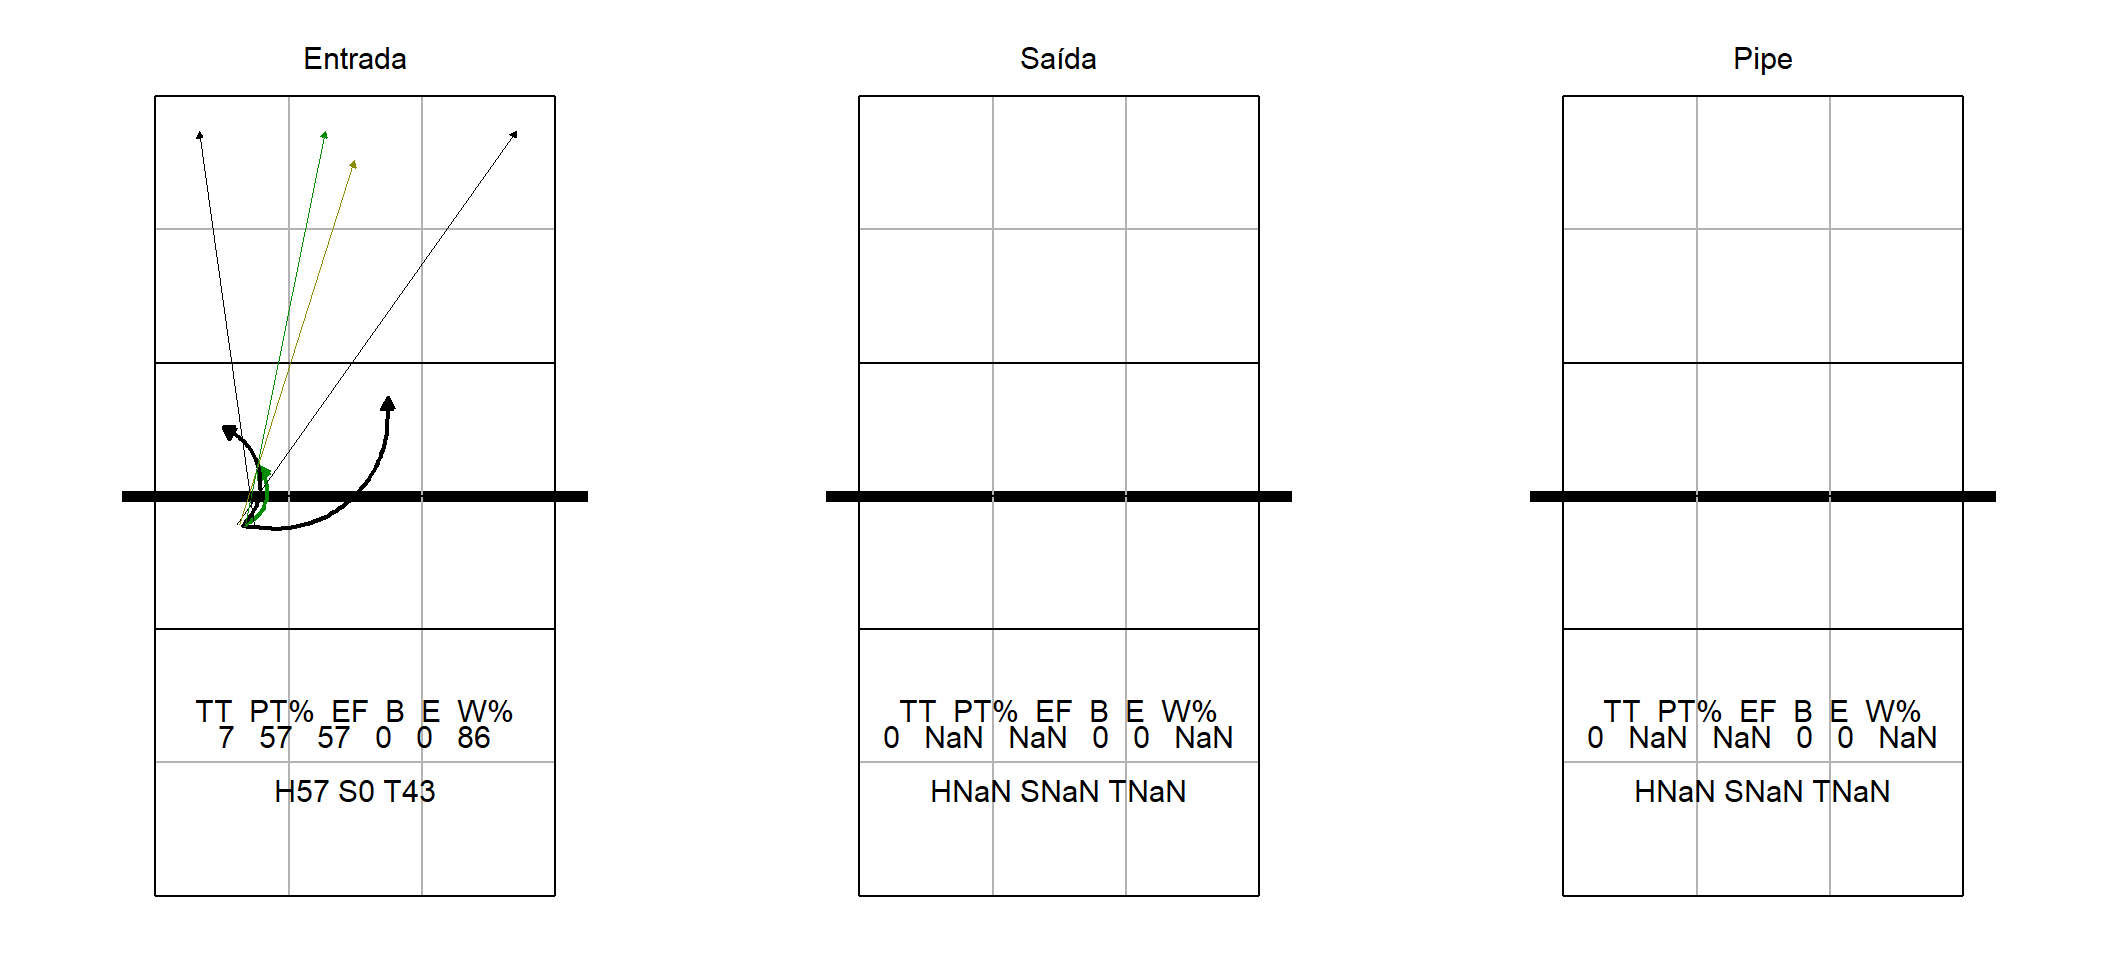 Entrada
TT PT% EF B E W%
7 57 57 0 0 86
H57 S0 T43
Saída
TT PT% EF B E W%
0 NaN NaN 0 0 NaN
HNaN SNaN TNaN
Pipe
TT PT% EF B E W%
0 NaN NaN 0 0 NaN
HNaN SNaN TNaN